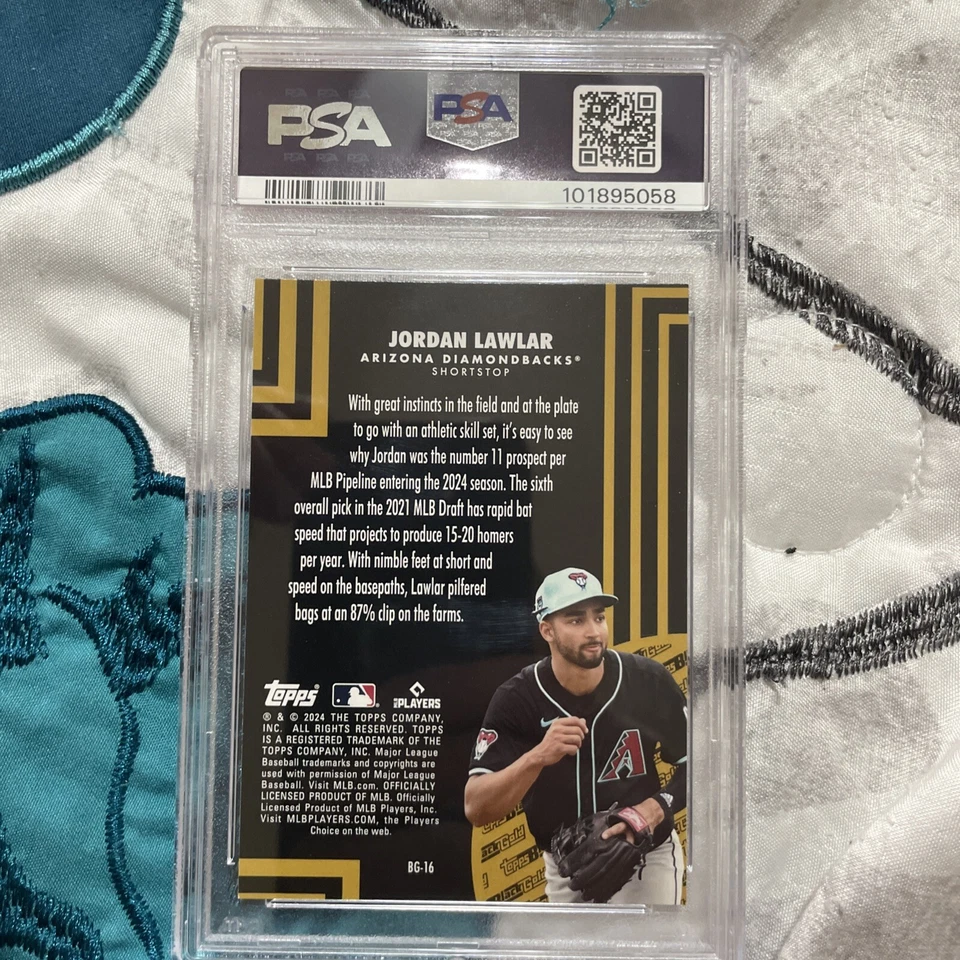 PSA
PSA
101895058
JORDAN LAWLAR
ARIZONA DIAMONDBACKS®
SHORTSTOP
With great instincts in the field and at the plate
to go with an athletic skill set, it's easy to see
why Jordan was the number 11 prospect per
MLB Pipeline entering the 2024 season. The sixth
overall pick in the 2021 MLB Draft has rapid bat
speed that projects to produce 15-20 homers
per year. With nimble feet at short and
speed on the basepaths, Lawlar pilfered
bags at an 87% clip on the farms.
Topps® PLAYERS
® & © 2024 THE TOPPS COMPANY,
INC. ALL RIGHTS RESERVED. TOPPS
IS A REGISTERED TRADEMARK OF THE
TOPPS COMPANY, INC. Major League
Baseball trademarks and copyrights are
used with permission of Major League
Baseball. Visit MLB.com. OFFICIALLY
LICENSED PRODUCT OF MLB. Officially
Licensed Product of MLB Players, Inc.
Visit MLBPLAYERS.COM, the Players
Choice on the web.
BG-16
A
Topps Black Gold